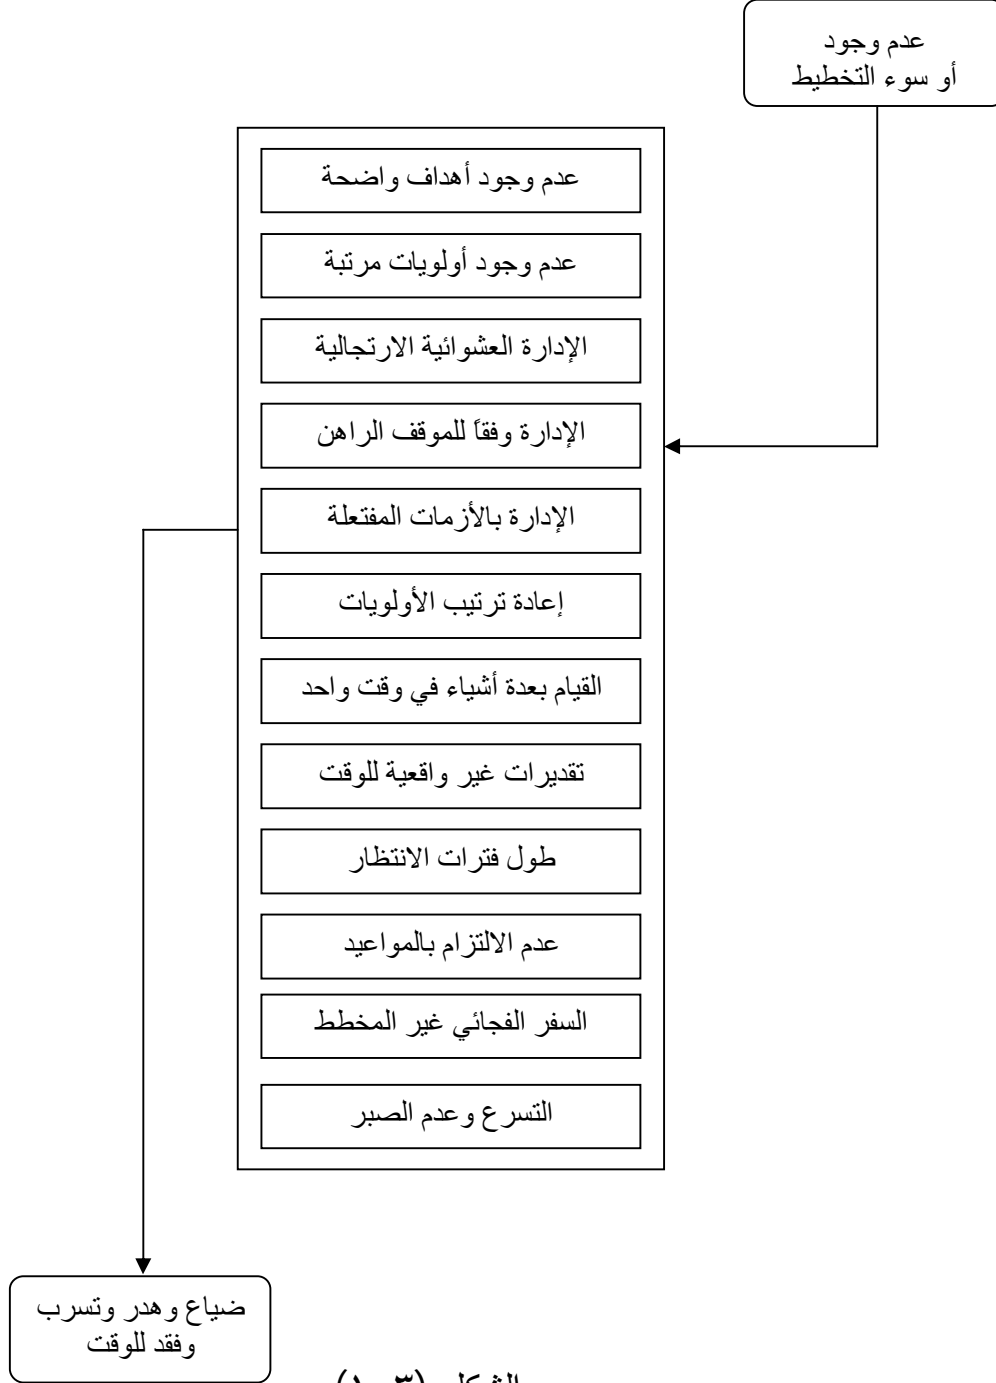 عدم وجود
أو سوء التخطيط
عدم وجود أهداف واضحة
عدم وجود أولويات مرتبة
الإدارة العشوائية الارتجالية
الإدارة وفقاً للموقف الراهن
الإدارة بالأزمات المفتعلة
إعادة ترتيب الأولويات
القيام بعدة أشياء في وقت واحد
تقديرات غير واقعية للوقت
طول فترات الانتظار
عدم الالتزام بالمواعيد
السفر الفجائي غير المخطط
التسرع وعدم الصبر
ضياع وهدر وتسرب
وفقد للوقت